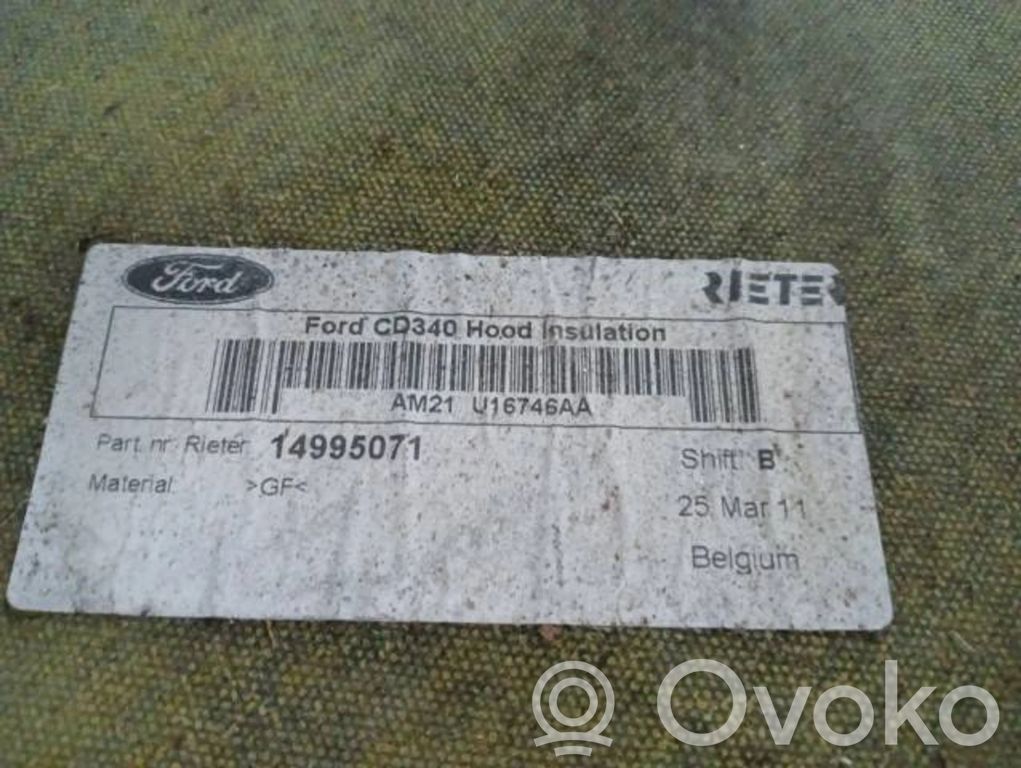 Ford RIETER
Ford CD340 Hood Insulation
AM21 U16746AA
Part. nr. Rieter: 14995071
Shift: B
Material: >GF<
25 Mar 11
Belgium
© Ovoko